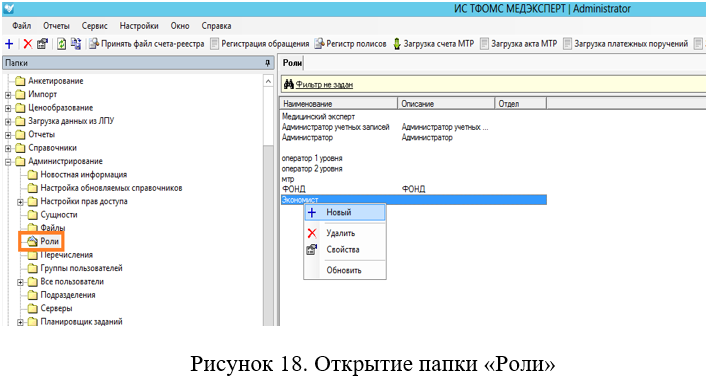 ИС ТФОМС МЕДЭКСПЕРТ | Administrator
Файл Отчеты Сервис Настройки Окно Справка
Принять файл счета-реестра Регистрация обращения Регистр полисов Загрузка счета МТР Загрузка акта МТР Загрузка платежных поручений
Папки
Анкетирование
Импорт
Ценообразование
Загрузка данных из ЛПУ
Отчеты
Справочники
Администрирование
Новостная информация
Настройка обновляемых справочников
Настройки прав доступа
Сущности
Файлы
Роли
Перечисления
Группы пользователей
Все пользователи
Подразделения
Серверы
Планировщик заданий
Роли
Фильтр не задан
Наименование Описание Отдел
Медицинский эксперт
Администратор учетных записей Администратор учетных ...
Администратор Администратор
оператор 1 уровня
оператор 2 уровня
мтр
ФОНД ФОНД
Экономист
Новый
Удалить
Свойства
Обновить
Рисунок 18. Открытие папки «Роли»